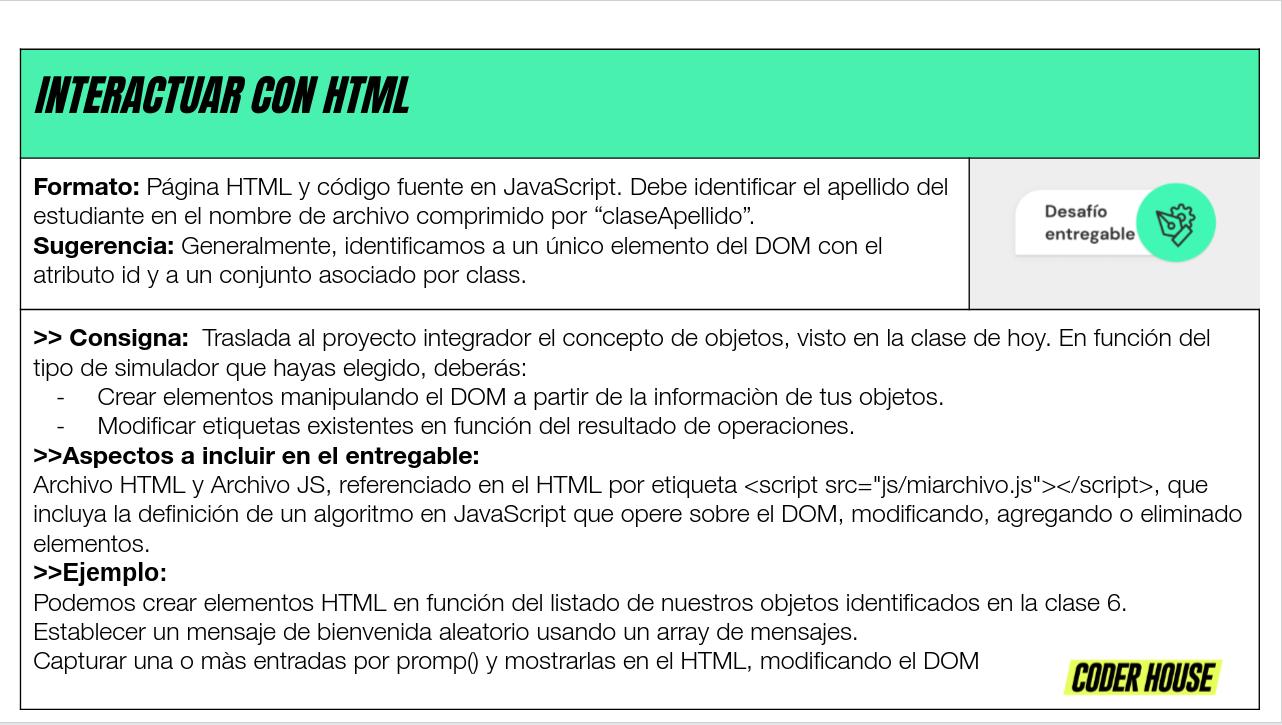 INTERACTUAR CON HTML
Formato: Página HTML y código fuente en JavaScript. Debe identificar el apellido del
estudiante en el nombre de archivo comprimido por “claseApellido”.
Sugerencia: Generalmente, identificamos a un único elemento del DOM con el
atributo id y a un conjunto asociado por class.
Desafío
entregable
>> Consigna: Traslada al proyecto integrador el concepto de objetos, visto en la clase de hoy. En función del
tipo de simulador que hayas elegido, deberás:
- Crear elementos manipulando el DOM a partir de la informaciòn de tus objetos.
- Modificar etiquetas existentes en función del resultado de operaciones.
>>Aspectos a incluir en el entregable:
Archivo HTML y Archivo JS, referenciado en el HTML por etiqueta <script src="js/miarchivo.js"></script>, que
incluya la definición de un algoritmo en JavaScript que opere sobre el DOM, modificando, agregando o eliminado
elementos.
>>Ejemplo:
Podemos crear elementos HTML en función del listado de nuestros objetos identificados en la clase 6.
Establecer un mensaje de bienvenida aleatorio usando un array de mensajes.
Capturar una o màs entradas por promp() y mostrarlas en el HTML, modificando el DOM
CODER HOUSE